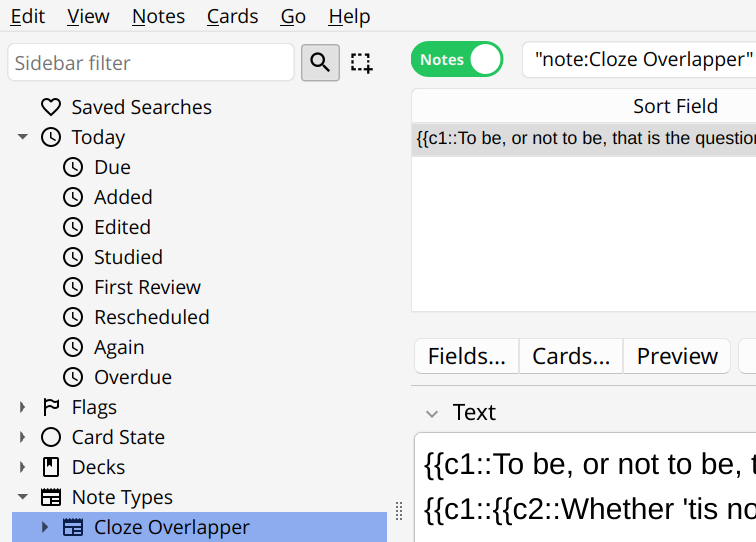 Edit View Notes Cards Go Help
Sidebar filter
Notes
"note:Cloze Overlapper"
Saved Searches
Today
Due
Added
Edited
Studied
First Review
Rescheduled
Again
Overdue
Flags
Card State
Decks
Note Types
Cloze Overlapper
Sort Field
{{c1::To be, or not to be, that is the question
Fields... Cards... Preview
Text
{{c1::To be, or not to be, t
{{c1::{{c2::Whether 'tis no